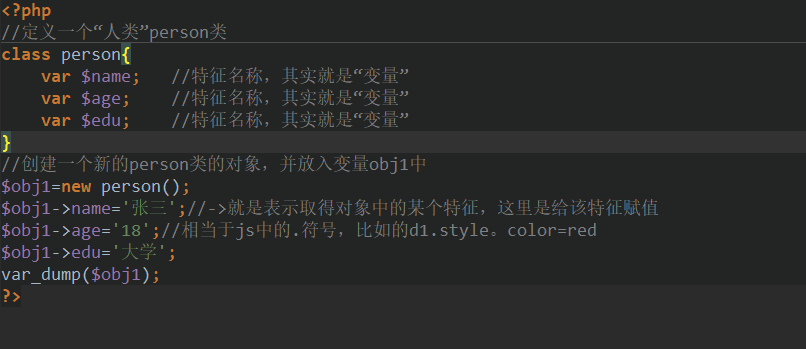 <?php
//定义一个“人类”person类
class person{
    var $name;    //特征名称，其实就是“变量”
    var $age;    //特征名称，其实就是“变量”
    var $edu;    //特征名称，其实就是“变量”
}
//创建一个新的person类的对象，并放入变量obj1中
$obj1=new person();
$obj1->name='张三';//->就是表示取得对象中的某个特征，这里是给该特征赋值
$obj1->age='18';//相当于js中的.符号，比如的d1.style。color=red
$obj1->edu='大学';
var_dump($obj1);
?>